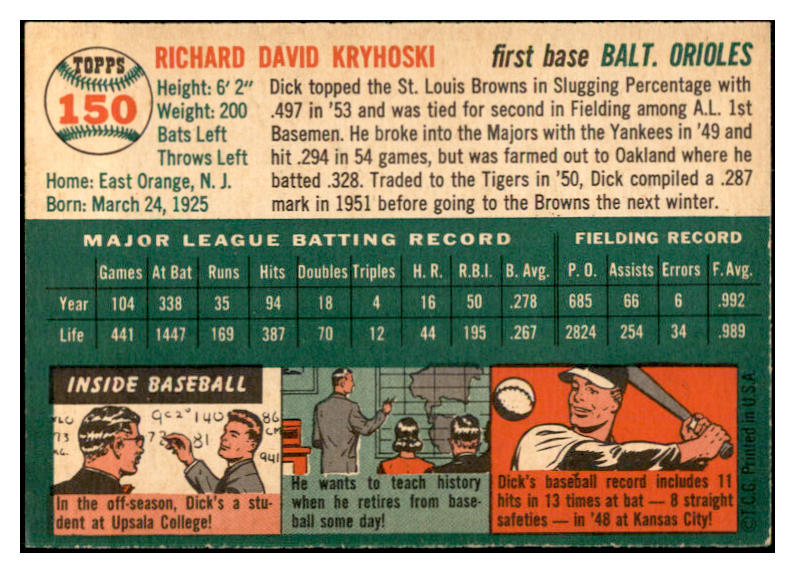 TOPPS
150
RICHARD DAVID KRYHOSKI
first base BALT. ORIOLES
Height: 6' 2"
Weight: 200
Bats Left
Throws Left
Home: East Orange, N. J.
Born: March 24, 1925
Dick topped the St. Louis Browns in Slugging Percentage with
.497 in '53 and was tied for second in Fielding among A.L. 1st
Basemen. He broke into the Majors with the Yankees in '49 and
hit .294 in 54 games, but was farmed out to Oakland where he
batted .328. Traded to the Tigers in '50, Dick compiled a .287
mark in 1951 before going to the Browns the next winter.
MAJOR LEAGUE BATTING RECORD FIELDING RECORD
Games At Bat Runs Hits Doubles Triples H. R. R.B.I. B. Avg. P. O. Assists Errors F. Avg.
Year 104 338 35 94 18 4 16 50 .278 685 66 6 .992
Life 441 1447 169 387 70 12 44 195 .267 2824 254 34 .989
INSIDE BASEBALL
In the off-season, Dick's a stu-
dent at Upsala College!
He wants to teach history
when he retires from base-
ball some day!
Dick's baseball record includes 11
hits in 13 times at bat — 8 straight
safeties — in '48 at Kansas City!
©T.C.G. Printed in U.S.A.